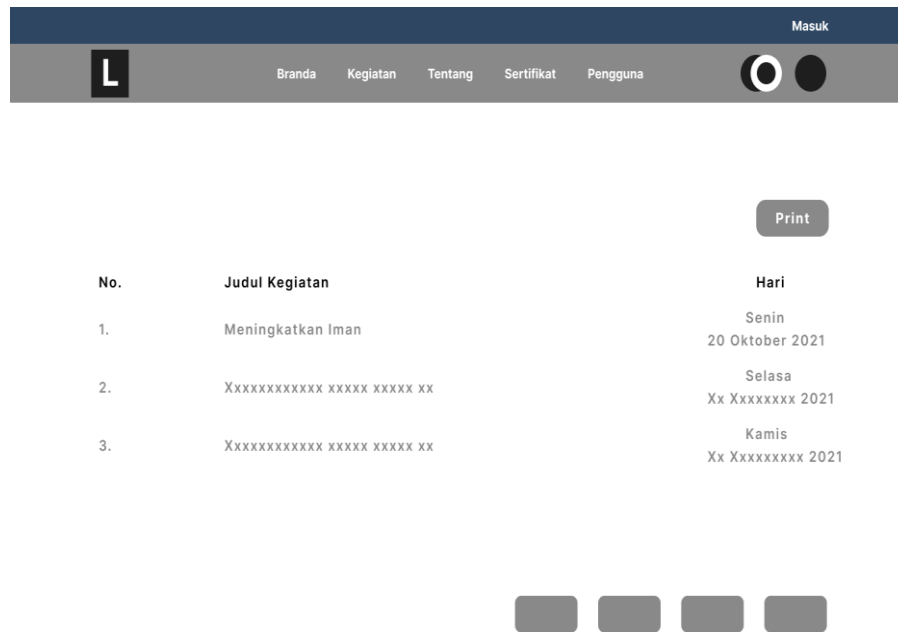 Masuk
L
Branda Kegiatan Tentang Sertifikat Pengguna
Print
No. Judul Kegiatan Hari
1. Meningkatkan Iman Senin
20 Oktober 2021
2. Xxxxxxxxxxxx xxxxx xxxxx xx Selasa
Xx Xxxxxxxx 2021
3. Xxxxxxxxxxxx xxxxx xxxxx xx Kamis
Xx Xxxxxxxxx 2021